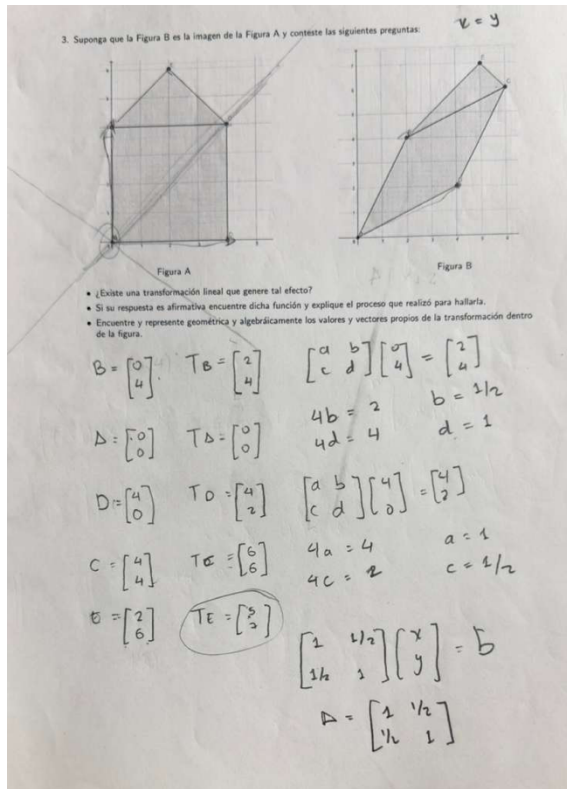 x = y
3. Suponga que la Figura B es la imagen de la Figura A y conteste las siguientes preguntas:
Figura A
Figura B
• ¿Existe una transformación lineal que genere tal efecto?
• Si su respuesta es afirmativa encuentre dicha función y explique el proceso que realizó para hallarla.
• Encuentre y represente geométrica y algebráicamente los valores y vectores propios de la transformación dentro
de la figura.
B = [0 4] TB = [2 4] [a b c d] [0 4] = [2 4]
4b = 2 b = 1/2
4d = 4 d = 1
A = [0 0] TA = [0 0]
D = [4 0] TD = [4 2] [a b c d] [4 0] = [4 2]
C = [4 4] TC = [6 6] 4a = 4 a = 1
4c = 2 c = 1/2
E = [2 6] TE = [5 7]
[1 1/2 1/2 1] [x y] = b
A = [1 1/2 1/2 1]